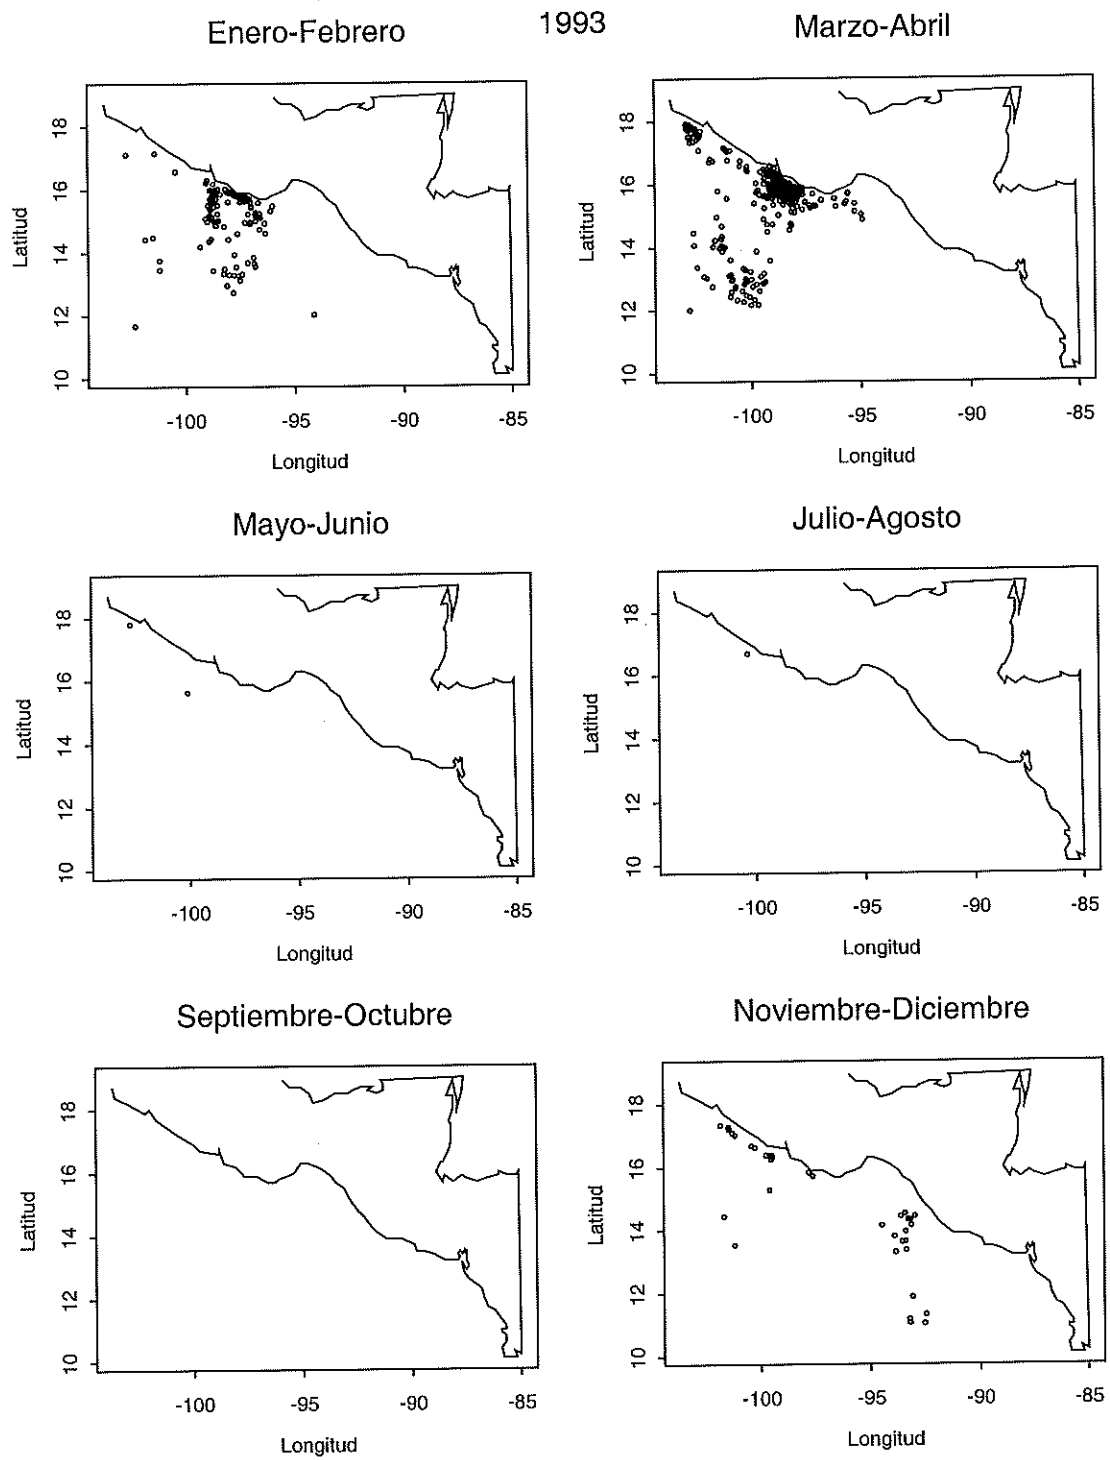 1993
Enero-Febrero
Marzo-Abril
Latitud
10 12 14 16 18
-100 -95 -90 -85
Longitud
Latitud
10 12 14 16 18
-100 -95 -90 -85
Longitud
Mayo-Junio
Julio-Agosto
Latitud
10 12 14 16 18
-100 -95 -90 -85
Longitud
Latitud
10 12 14 16 18
-100 -95 -90 -85
Longitud
Septiembre-Octubre
Noviembre-Diciembre
Latitud
10 12 14 16 18
-100 -95 -90 -85
Longitud
Latitud
10 12 14 16 18
-100 -95 -90 -85
Longitud